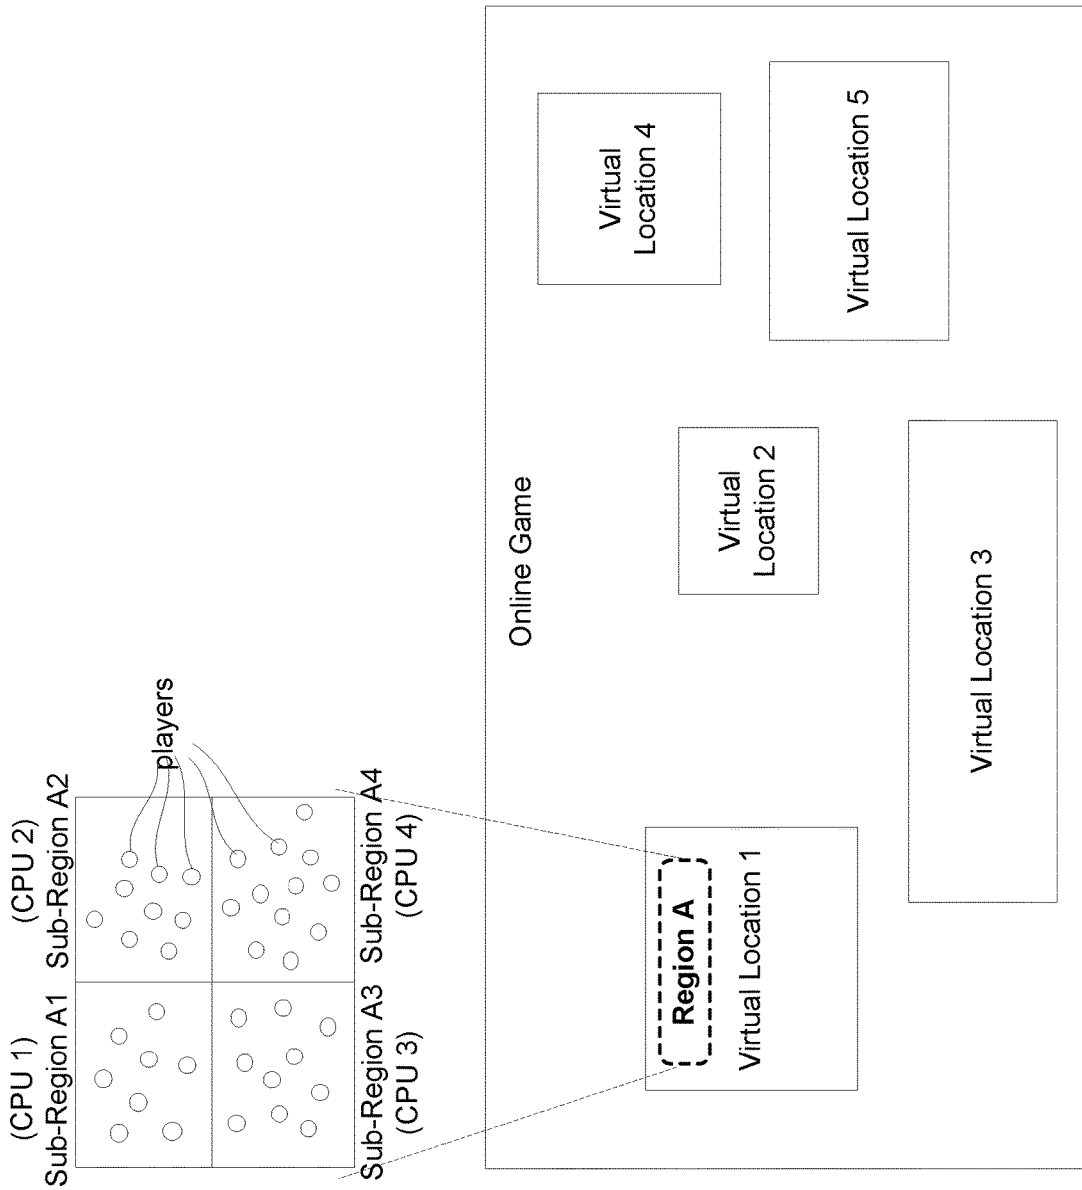 (CPU 1)
Sub-Region A1
(CPU 2)
Sub-Region A2
players
Sub-Region A3
(CPU 3)
Sub-Region A4
(CPU 4)
Online Game
Region A
Virtual Location 1
Virtual
Location 2
Virtual Location 3
Virtual
Location 4
Virtual Location 5